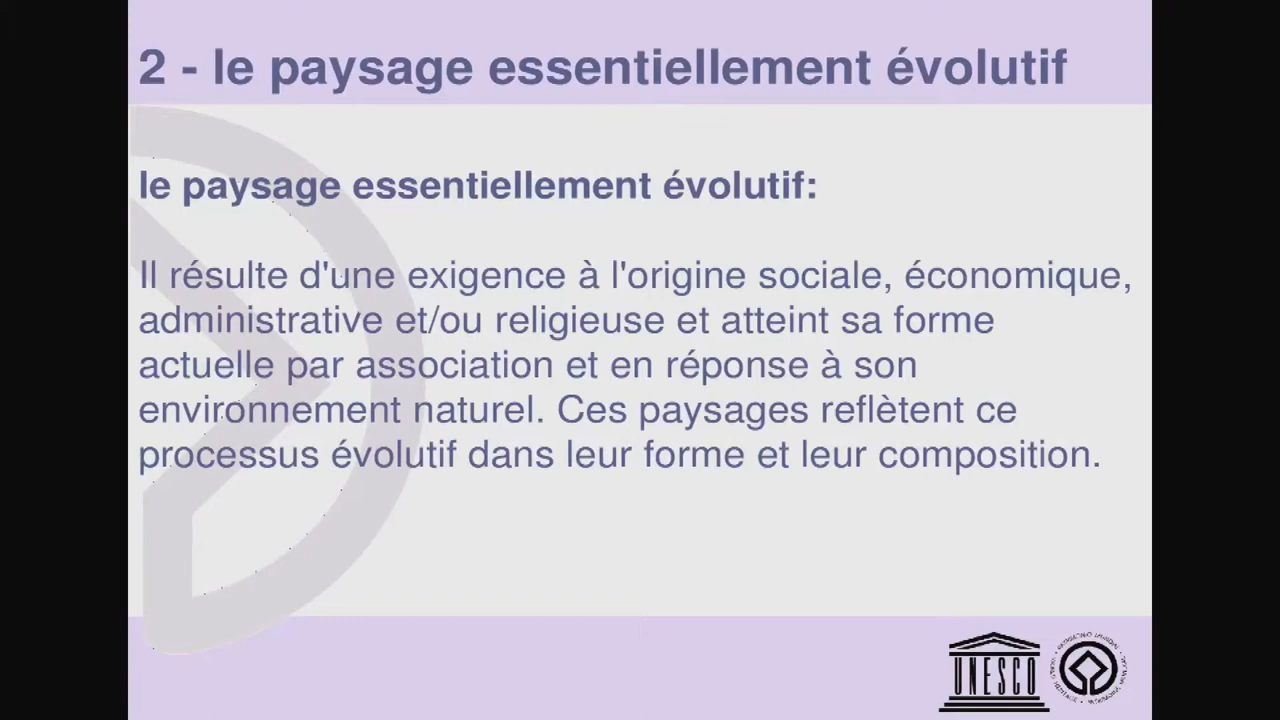 2 - le paysage essentiellement évolutif
le paysage essentiellement évolutif:
Il résulte d'une exigence à l'origine sociale, économique,
administrative et/ou religieuse et atteint sa forme
actuelle par association et en réponse à son
environnement naturel. Ces paysages reflètent ce
processus évolutif dans leur forme et leur composition.
UNESCO